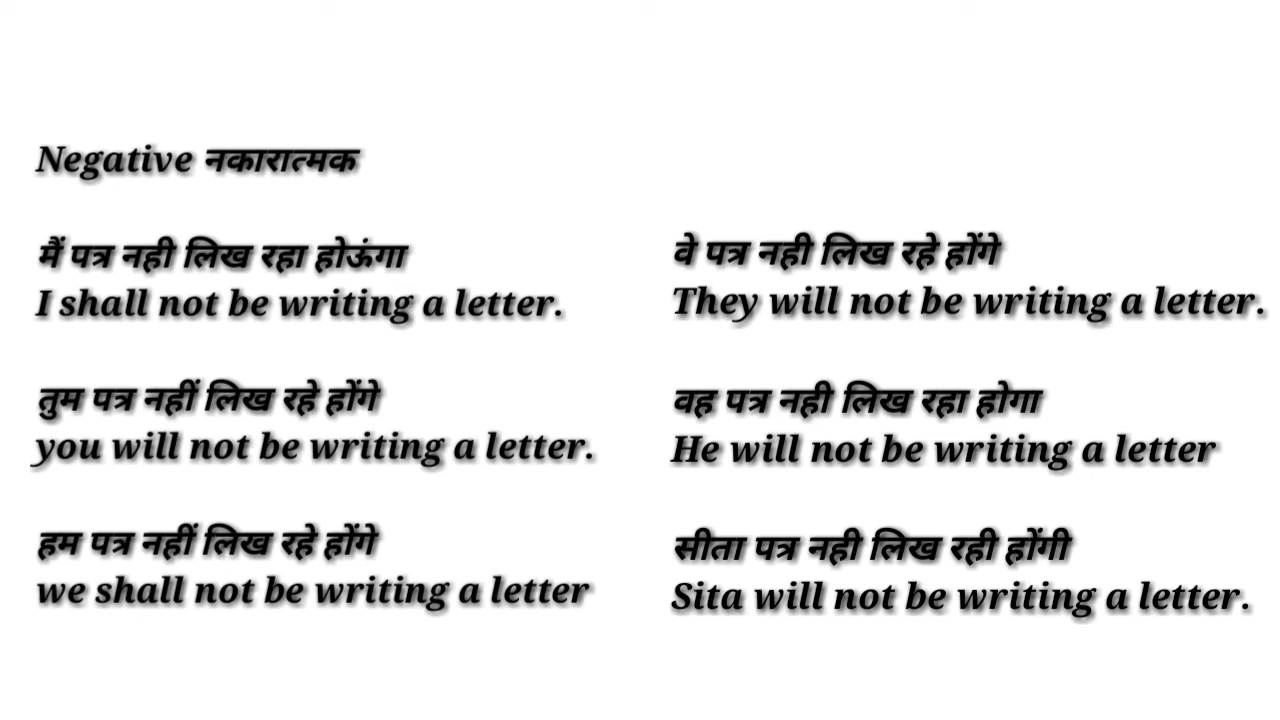 Negative नकारात्मक
मैं पत्र नही लिख रहा होऊंगा
I shall not be writing a letter.
तुम पत्र नहीं लिख रहे होंगे
you will not be writing a letter.
हम पत्र नहीं लिख रहे होंगे
we shall not be writing a letter
वे पत्र नही लिख रहे होंगे
They will not be writing a letter.
वह पत्र नही लिख रहा होगा
He will not be writing a letter
सीता पत्र नही लिख रही होंगी
Sita will not be writing a letter.